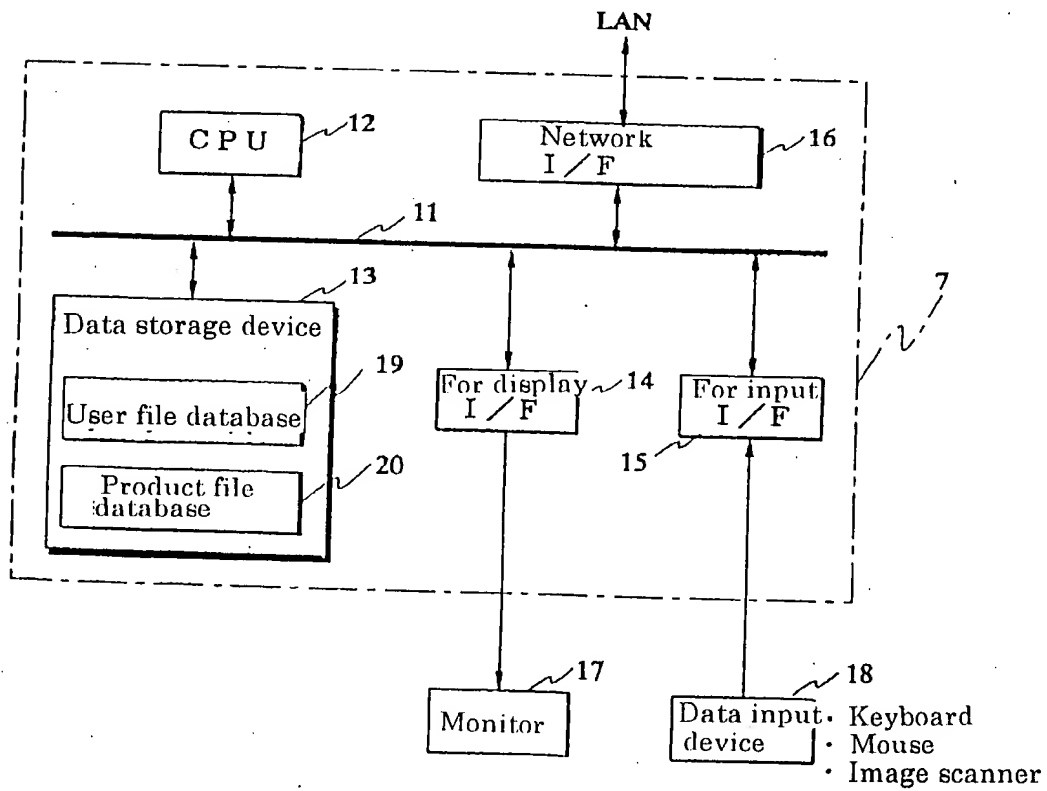 LAN
CPU
12
Network
I/F
16
11
13
Data storage device
7
19
User file database
20
Product file
database
For display
I/F
14
For input
I/F
15
17
Monitor
18
Data input
device
· Keyboard
· Mouse
· Image scanner